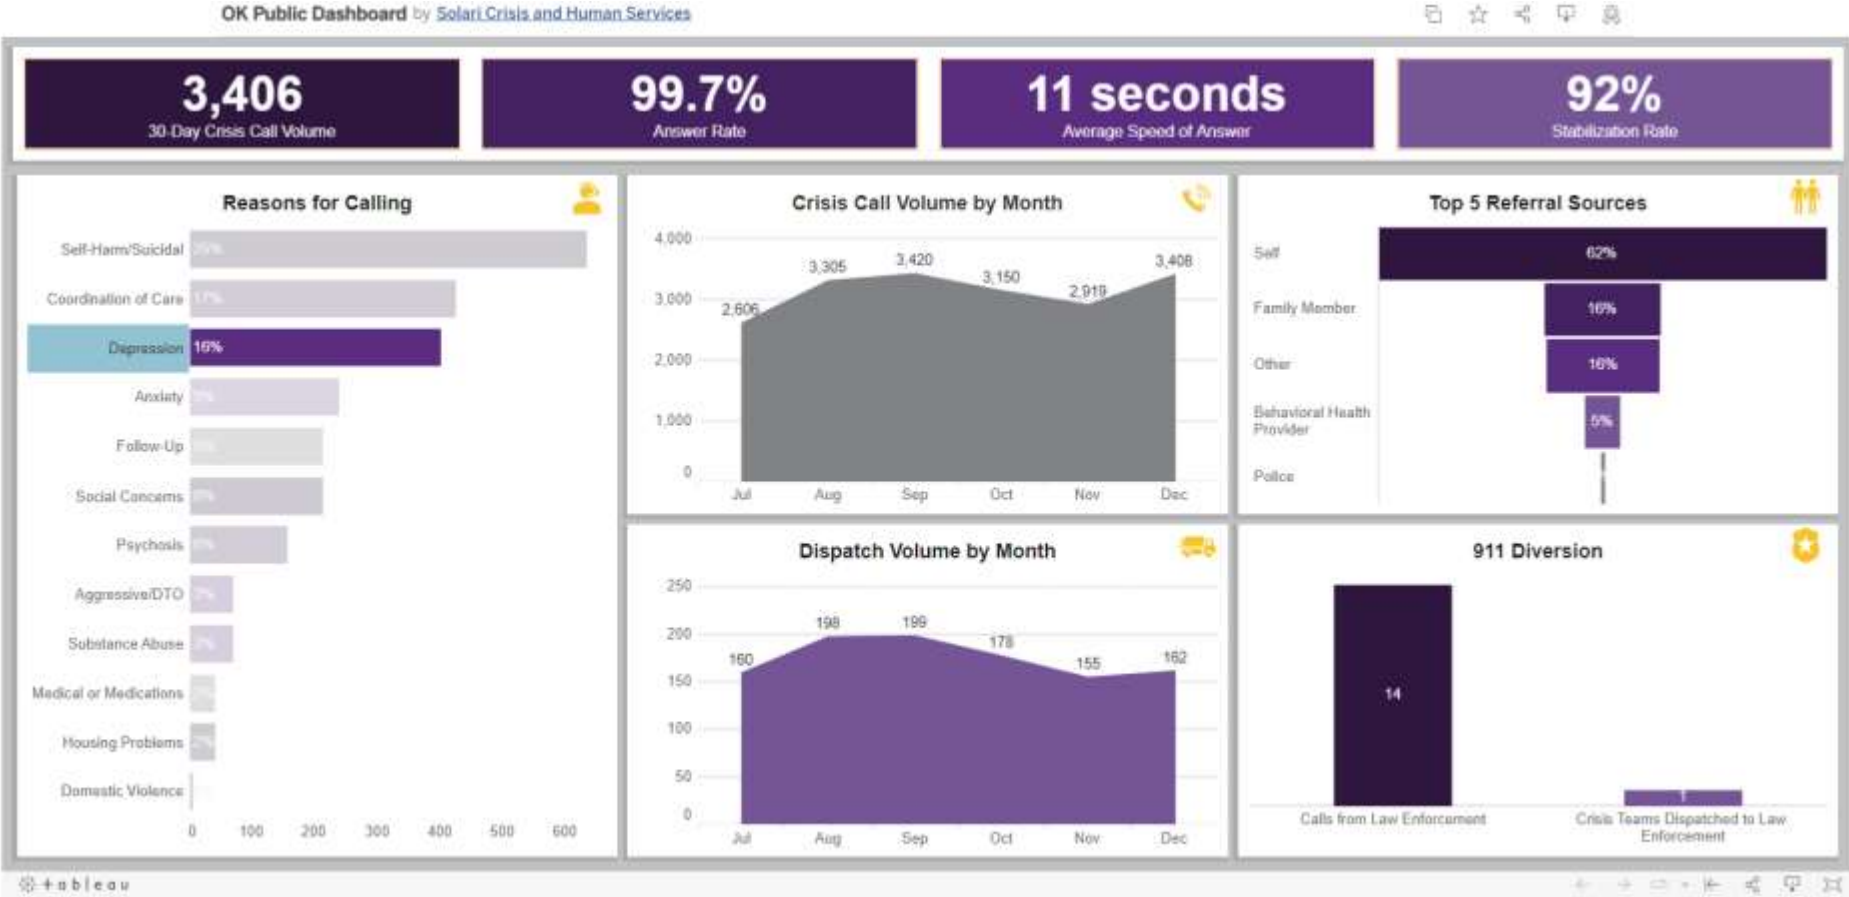 OK Public Dashboard by Solari Crisis and Human Services
3,406
30-Day Crisis Call Volume
99.7%
Answer Rate
11 seconds
Average Speed of Answer
92%
Stabilization Rate
Reasons for Calling
Self-Harm/Suicidal
Coordination of Care 17%
Depression 16%
Anxiety
Follow-Up
Social Concerns
Psychosis
Aggressive/DTO
Substance Abuse
Medical or Medications
Housing Problems
Domestic Violence
0 100 200 300 400 500 600
Crisis Call Volume by Month
4,000
3,000
2,000
1,000
0
2,606
3,305
3,420
3,150
2,919
3,408
Jul Aug Sep Oct Nov Dec
Dispatch Volume by Month
250
200
150
100
50
0
160
198
199
178
155
162
Jul Aug Sep Oct Nov Dec
Top 5 Referral Sources
Self 62%
Family Member 16%
Other 16%
Behavioral Health
Provider
5%
Police
911 Diversion
14
1
Calls from Law Enforcement
Crisis Teams Dispatched to Law
Enforcement
+ableau